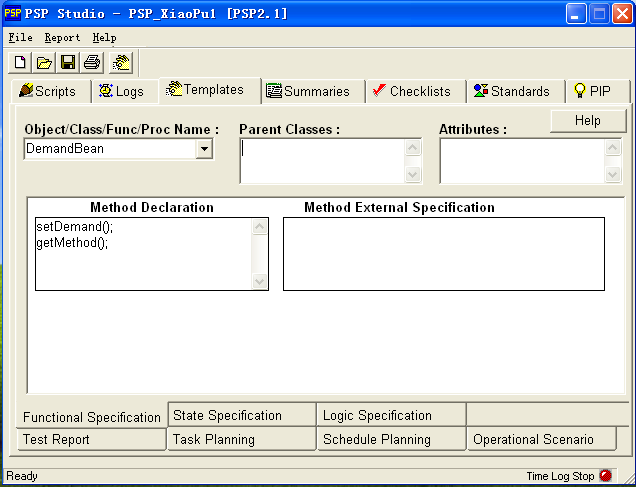 PSP PSP Studio - PSP_XiaoPu1 [PSP2.1]
File Report Help
Scripts Logs Templates Summaries Checklists Standards PIP
Help
Object/Class/Func/Proc Name : Parent Classes : Attributes :
DemandBean
Method Declaration Method External Specification
setDemand();
getMethod();
Functional Specification State Specification Logic Specification
Test Report Task Planning Schedule Planning Operational Scenario
Ready Time Log Stop